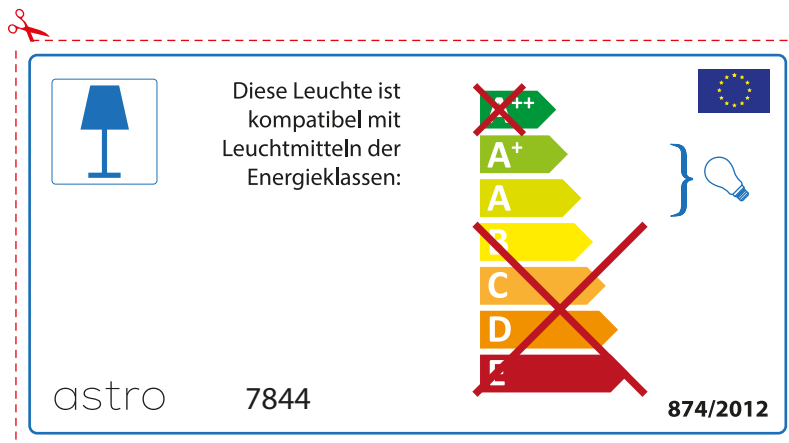 Diese Leuchte ist
kompatibel mit
Leuchtmitteln der
Energieklassen:
A++
A+
A
B
C
D
E
astro
7844
874/2012